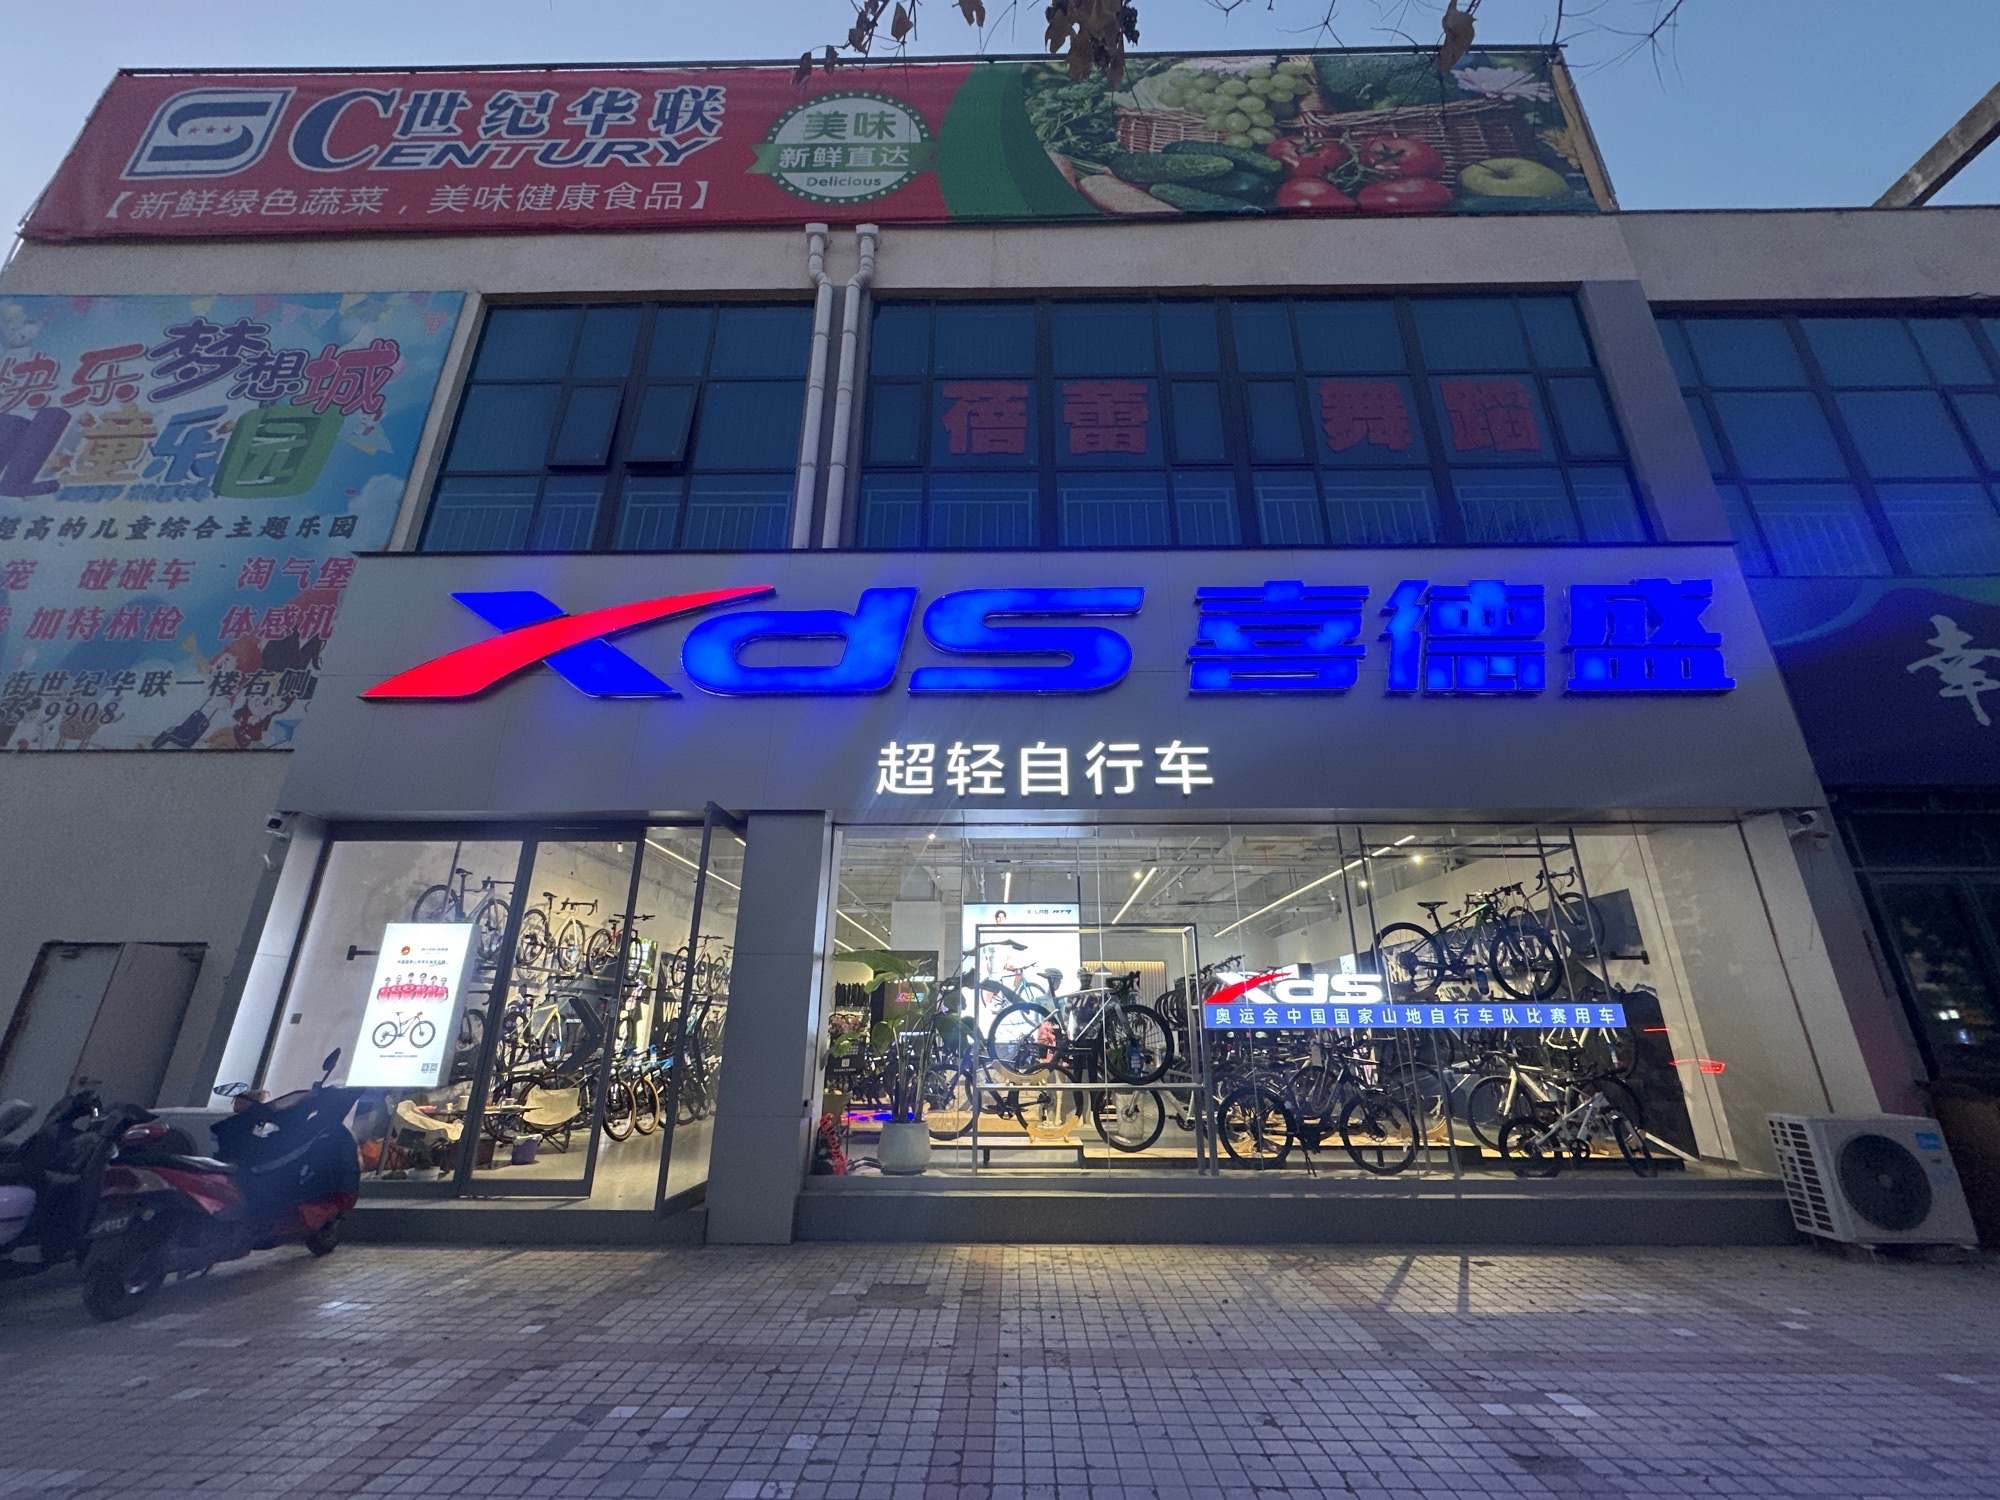 世纪华联
CENTURY
【新鲜绿色蔬菜，美味健康食品】
美味
新鲜直达
Delicious
快乐梦想城
儿童乐园
超高的儿童综合主题乐园
宠 碰碰车 淘气堡
加特林枪 体感机
街世纪华联一楼右侧
9908
蓓蕾 舞蹈
xds 喜德盛
超轻自行车
幸
xds
奥运会中国国家山地自行车队比赛用车